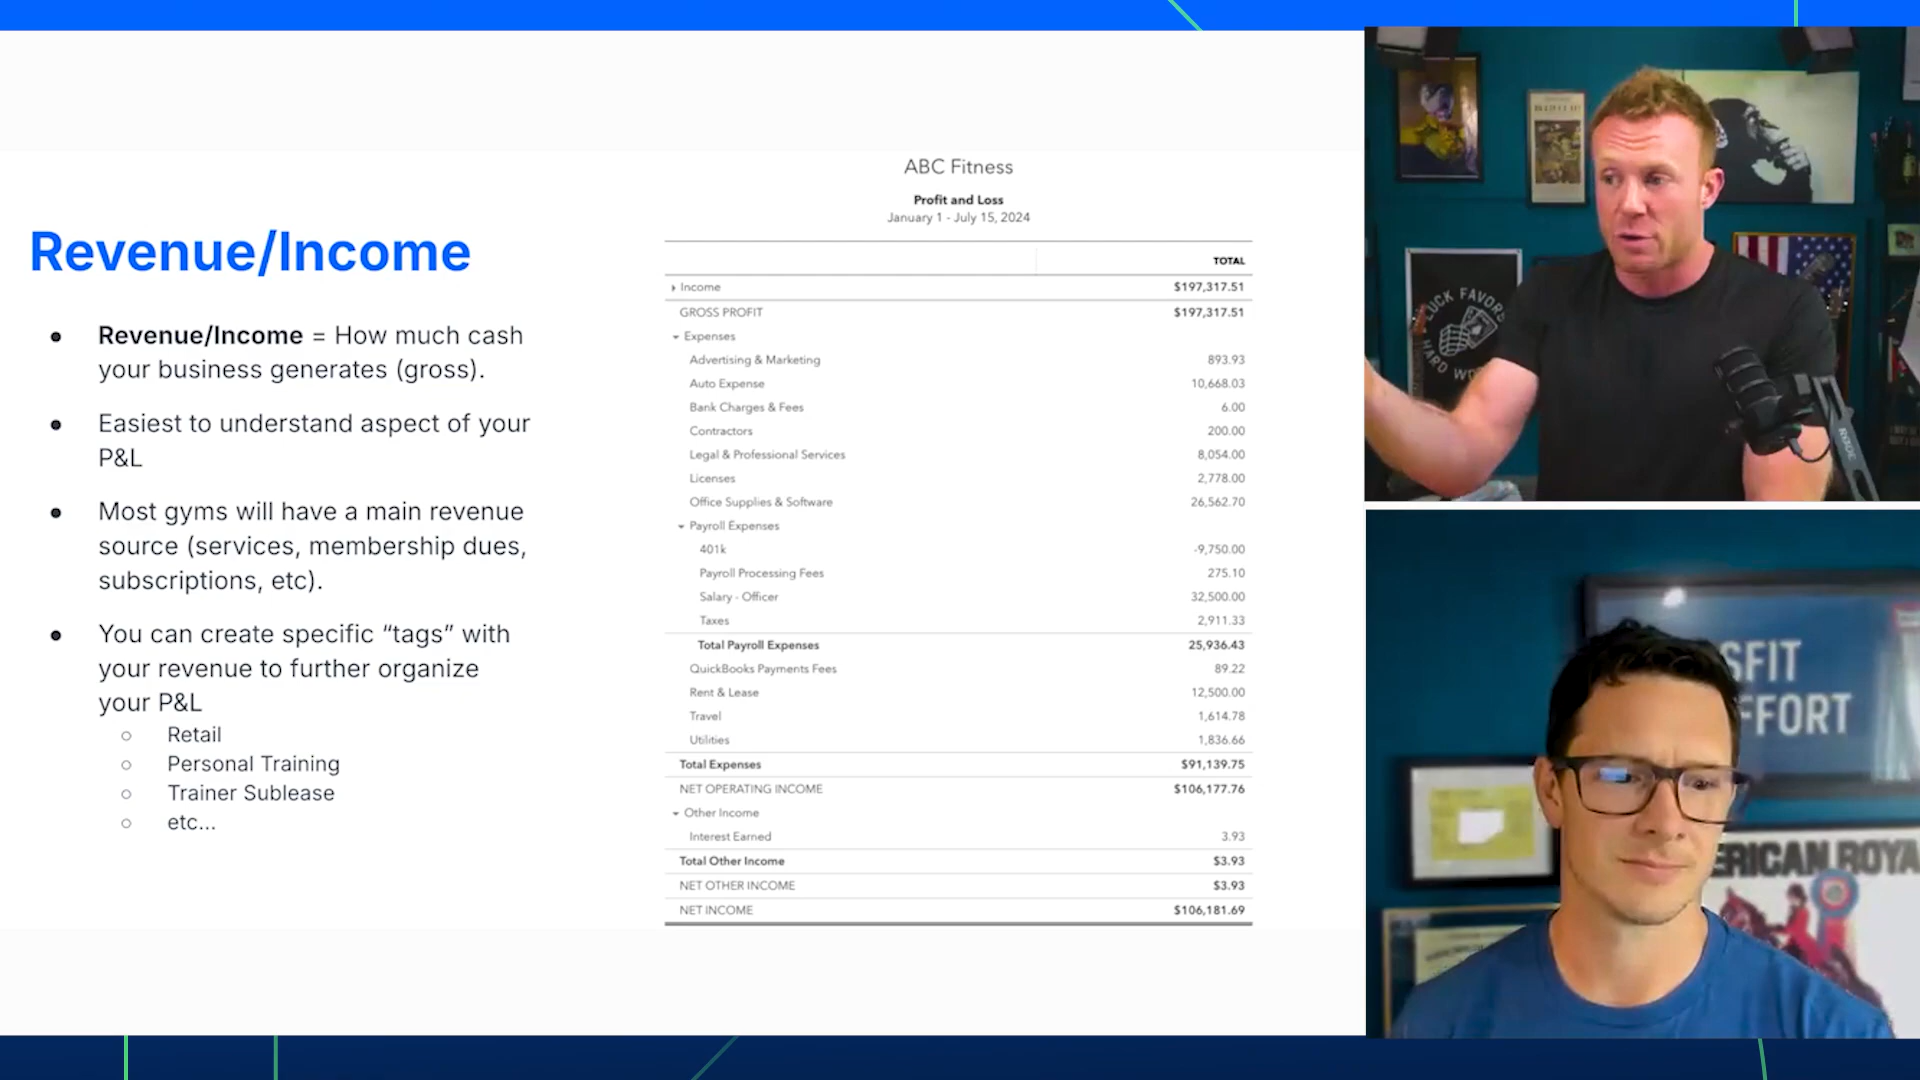 Revenue/Income
● Revenue/Income = How much cash
your business generates (gross).
● Easiest to understand aspect of your
P&L
● Most gyms will have a main revenue
source (services, membership dues,
subscriptions, etc).
● You can create specific “tags” with
your revenue to further organize
your P&L
○ Retail
○ Personal Training
○ Trainer Sublease
○ etc...
ABC Fitness
Profit and Loss
January 1 - July 15, 2024
TOTAL
Income $197,317.51
GROSS PROFIT $197,317.51
Expenses
Advertising & Marketing 893.93
Auto Expense 10,668.03
Bank Charges & Fees 6.00
Contractors 200.00
Legal & Professional Services 8,054.00
Licenses 2,778.00
Office Supplies & Software 26,562.70
Payroll Expenses
401k -9,750.00
Payroll Processing Fees 275.10
Salary - Officer 32,500.00
Taxes 2,911.33
Total Payroll Expenses 25,936.43
QuickBooks Payments Fees 89.22
Rent & Lease 12,500.00
Travel 1,614.78
Utilities 1,836.66
Total Expenses $91,139.75
NET OPERATING INCOME $106,177.76
Other Income
Interest Earned 3.93
Total Other Income $3.93
NET OTHER INCOME $3.93
NET INCOME $106,181.69
LUCK FAVORS
HARD WO
RODE
SFIT
FFORT
ERICAN ROYA